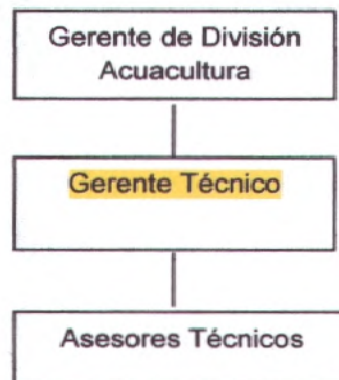 Gerente de División
Acuacultura
Gerente Técnico
Asesores Técnicos